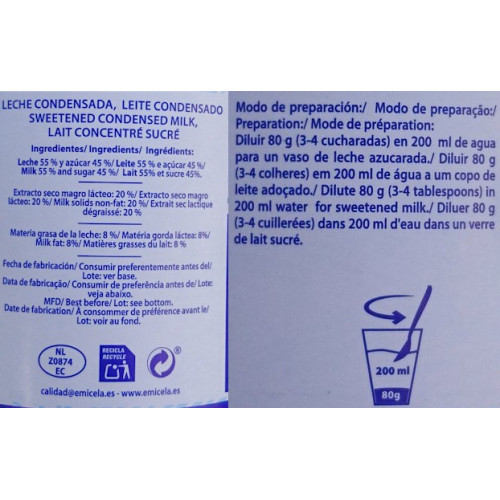 LECHE CONDENSADA, LEITE CONDENSADO
SWEETENED CONDENSED MILK,
LAIT CONCENTRÉ SUCRÉ
Ingredientes/ Ingredients/ Ingrédients:
Leche 55 % y azúcar 45 %/ Leite 55 % e açúcar 45 %/
Milk 55 % and sugar 45 %/ Lait 55% et sucre 45%.
Extracto seco magro lácteo: 20 %/ Extracto seco magro
lácteo: 20 %/ Milk solids non-fat: 20 %/ Extrait sec lactique
dégraissé: 20 %
Materia grasa de la leche: 8 %/ Matéria gorda láctea: 8%/
Milk fat: 8%/ Matières grasses du lait: 8 %
Fecha de fabricación/ Consumir preferentemente antes del/
Lote: ver base.
Data de fabricação/ Consumir de preferência antes de/ Lote:
veja abaixo.
MFD/ Best before/ Lot: see bottom.
Date de fabrication/ À consommer de préférence avant le/
Lot: voir au fond.
NL
Z0874
EC
RECICLA
RECYCLE
®
calidad@emicela.es - www.emicela.es
Modo de preparación:/ Modo de preparação:/
Preparation:/ Mode de préparation:
Diluir 80 g (3-4 cucharadas) en 200 ml de agua
para un vaso de leche azucarada./ Diluir 80 g
(3-4 colheres) em 200 ml de água a um copo de
leite adoçado./ Dilute 80 g (3-4 tablespoons) in
200 ml water for sweetened milk./ Diluer 80 g
(3-4 cuillerées) dans 200 ml d'eau dans un verre
de lait sucré.
200 ml
80g